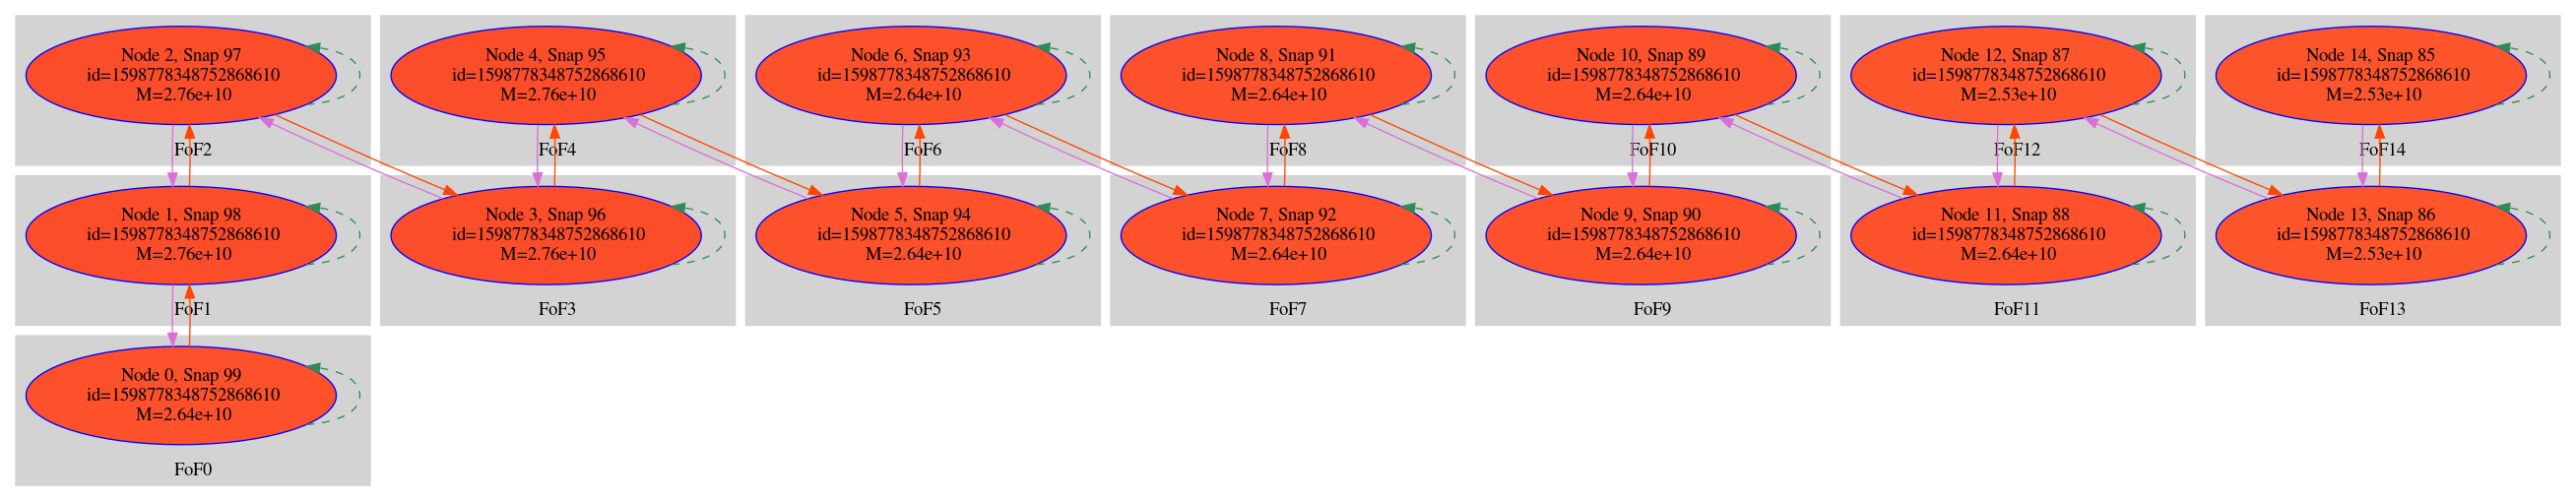 Node 2, Snap 97
id=1598778348752868610
M=2.76e+10
FoF2
Node 4, Snap 95
id=1598778348752868610
M=2.76e+10
FoF4
Node 6, Snap 93
id=1598778348752868610
M=2.64e+10
FoF6
Node 8, Snap 91
id=1598778348752868610
M=2.64e+10
FoF8
Node 10, Snap 89
id=1598778348752868610
M=2.64e+10
FoF10
Node 12, Snap 87
id=1598778348752868610
M=2.53e+10
FoF12
Node 14, Snap 85
id=1598778348752868610
M=2.53e+10
FoF14
Node 1, Snap 98
id=1598778348752868610
M=2.76e+10
FoF1
Node 3, Snap 96
id=1598778348752868610
M=2.76e+10
FoF3
Node 5, Snap 94
id=1598778348752868610
M=2.64e+10
FoF5
Node 7, Snap 92
id=1598778348752868610
M=2.64e+10
FoF7
Node 9, Snap 90
id=1598778348752868610
M=2.64e+10
FoF9
Node 11, Snap 88
id=1598778348752868610
M=2.64e+10
FoF11
Node 13, Snap 86
id=1598778348752868610
M=2.53e+10
FoF13
Node 0, Snap 99
id=1598778348752868610
M=2.64e+10
FoF0